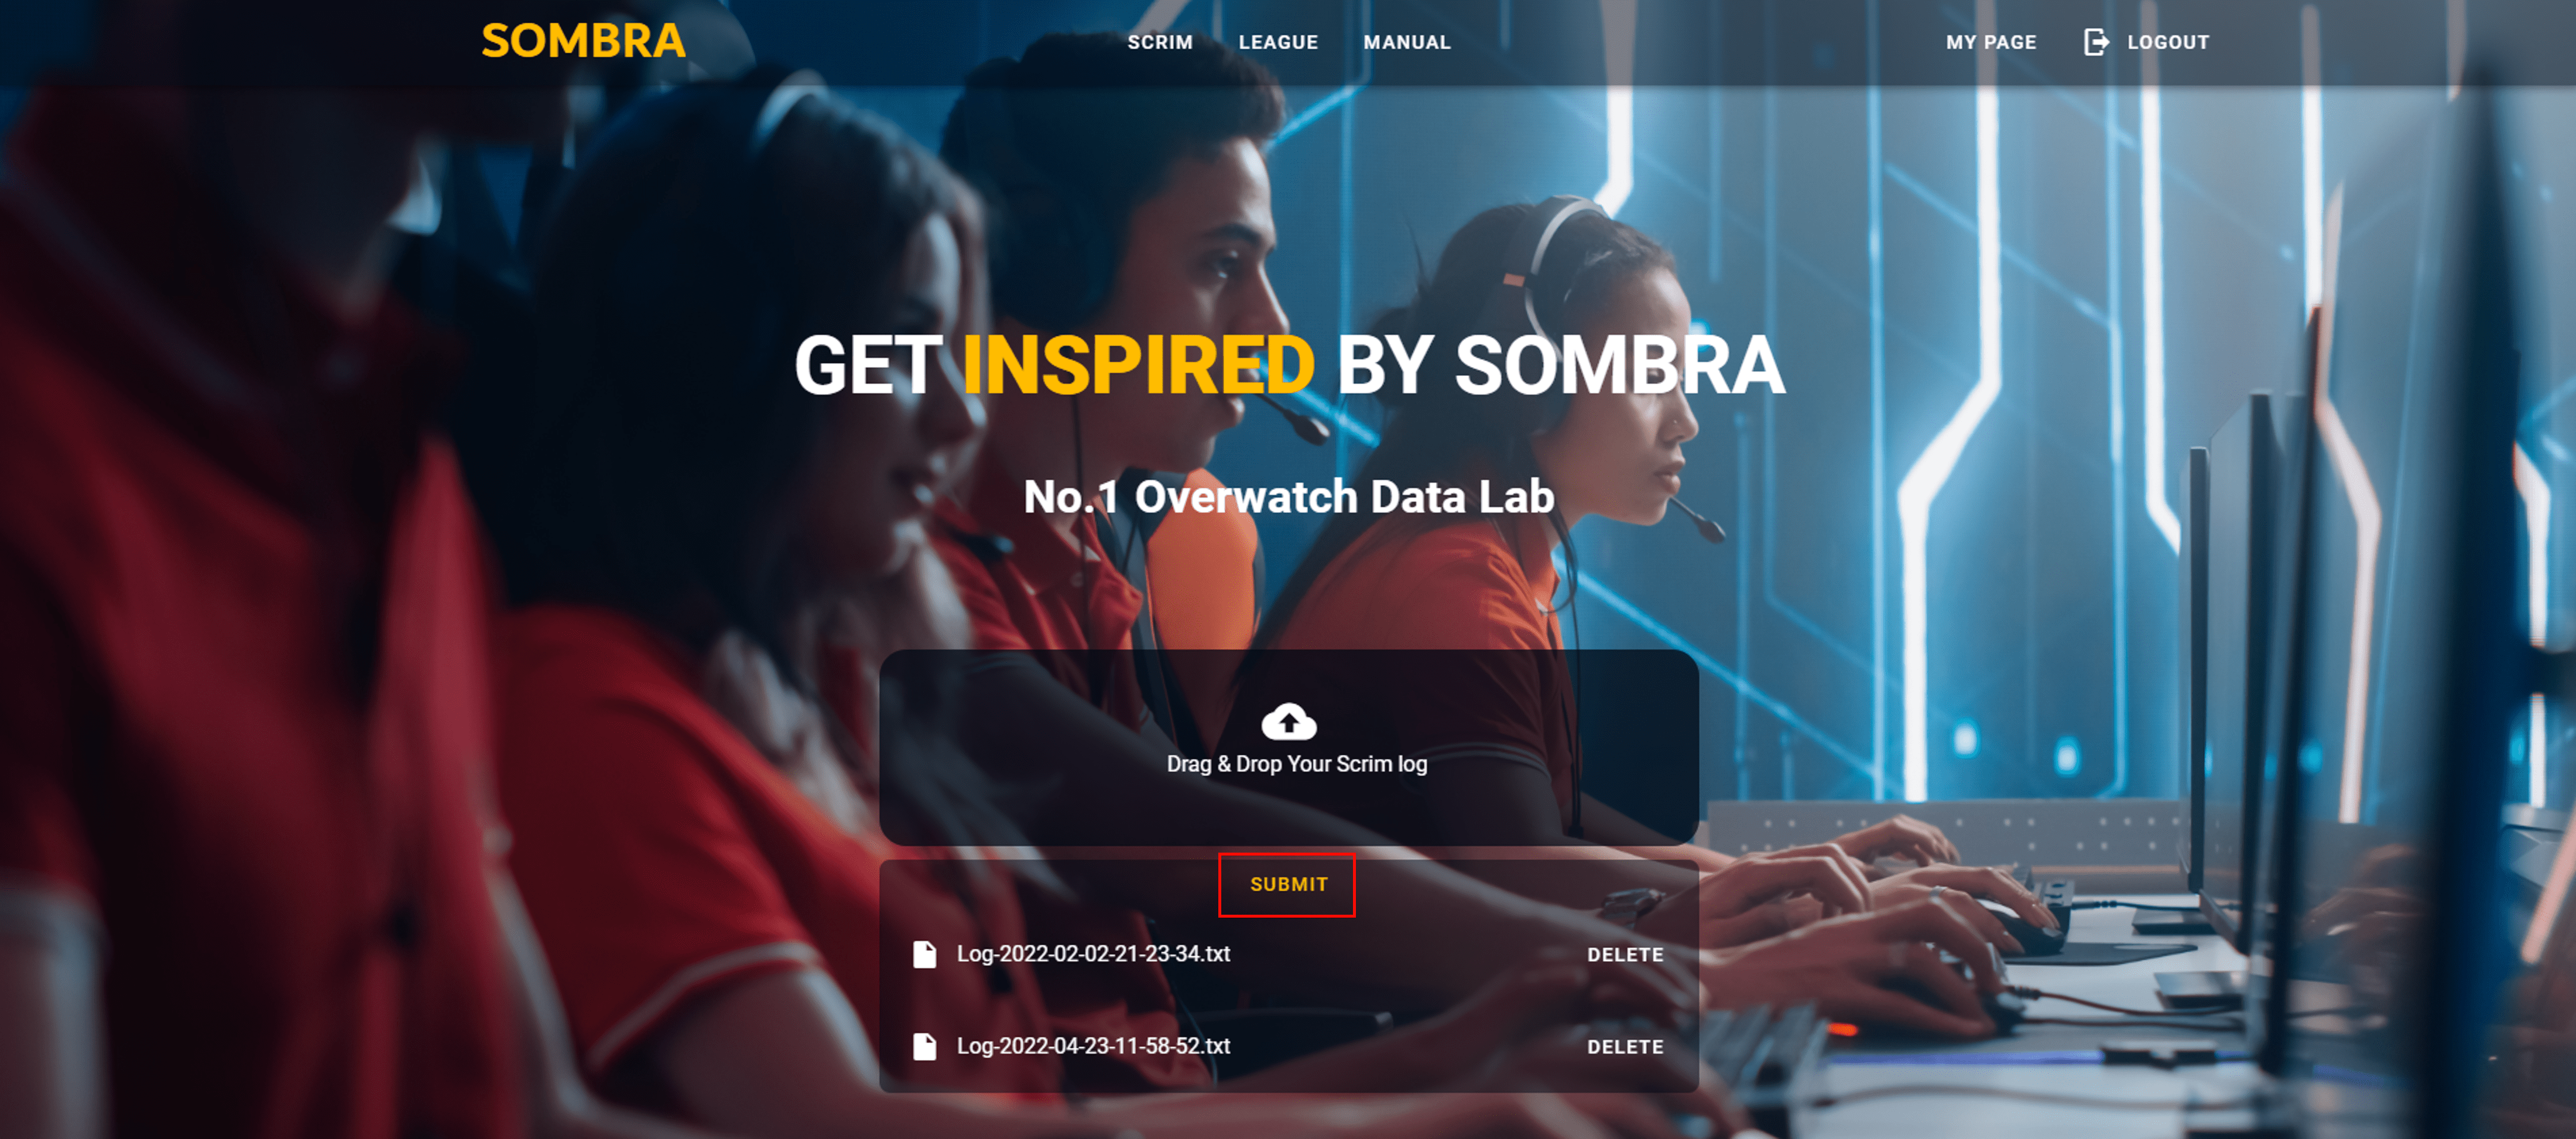 SOMBRA
SCRIM LEAGUE MANUAL
MY PAGE LOGOUT
GET INSPIRED BY SOMBRA
No.1 Overwatch Data Lab
Drag & Drop Your Scrim log
SUBMIT
Log-2022-02-02-21-23-34.txt DELETE
Log-2022-04-23-11-58-52.txt DELETE